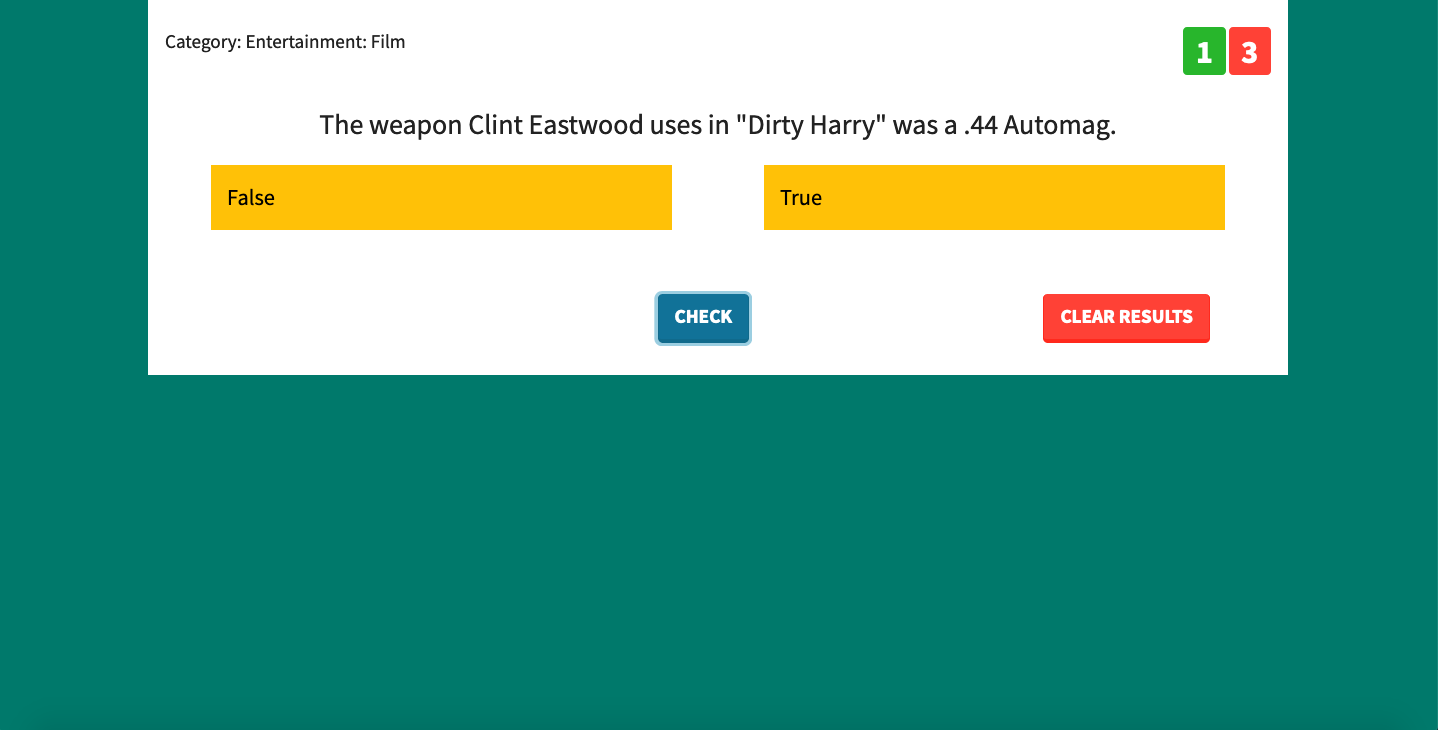 Category: Entertainment: Film
1 3
The weapon Clint Eastwood uses in "Dirty Harry" was a .44 Automag.
False
True
CHECK
CLEAR RESULTS